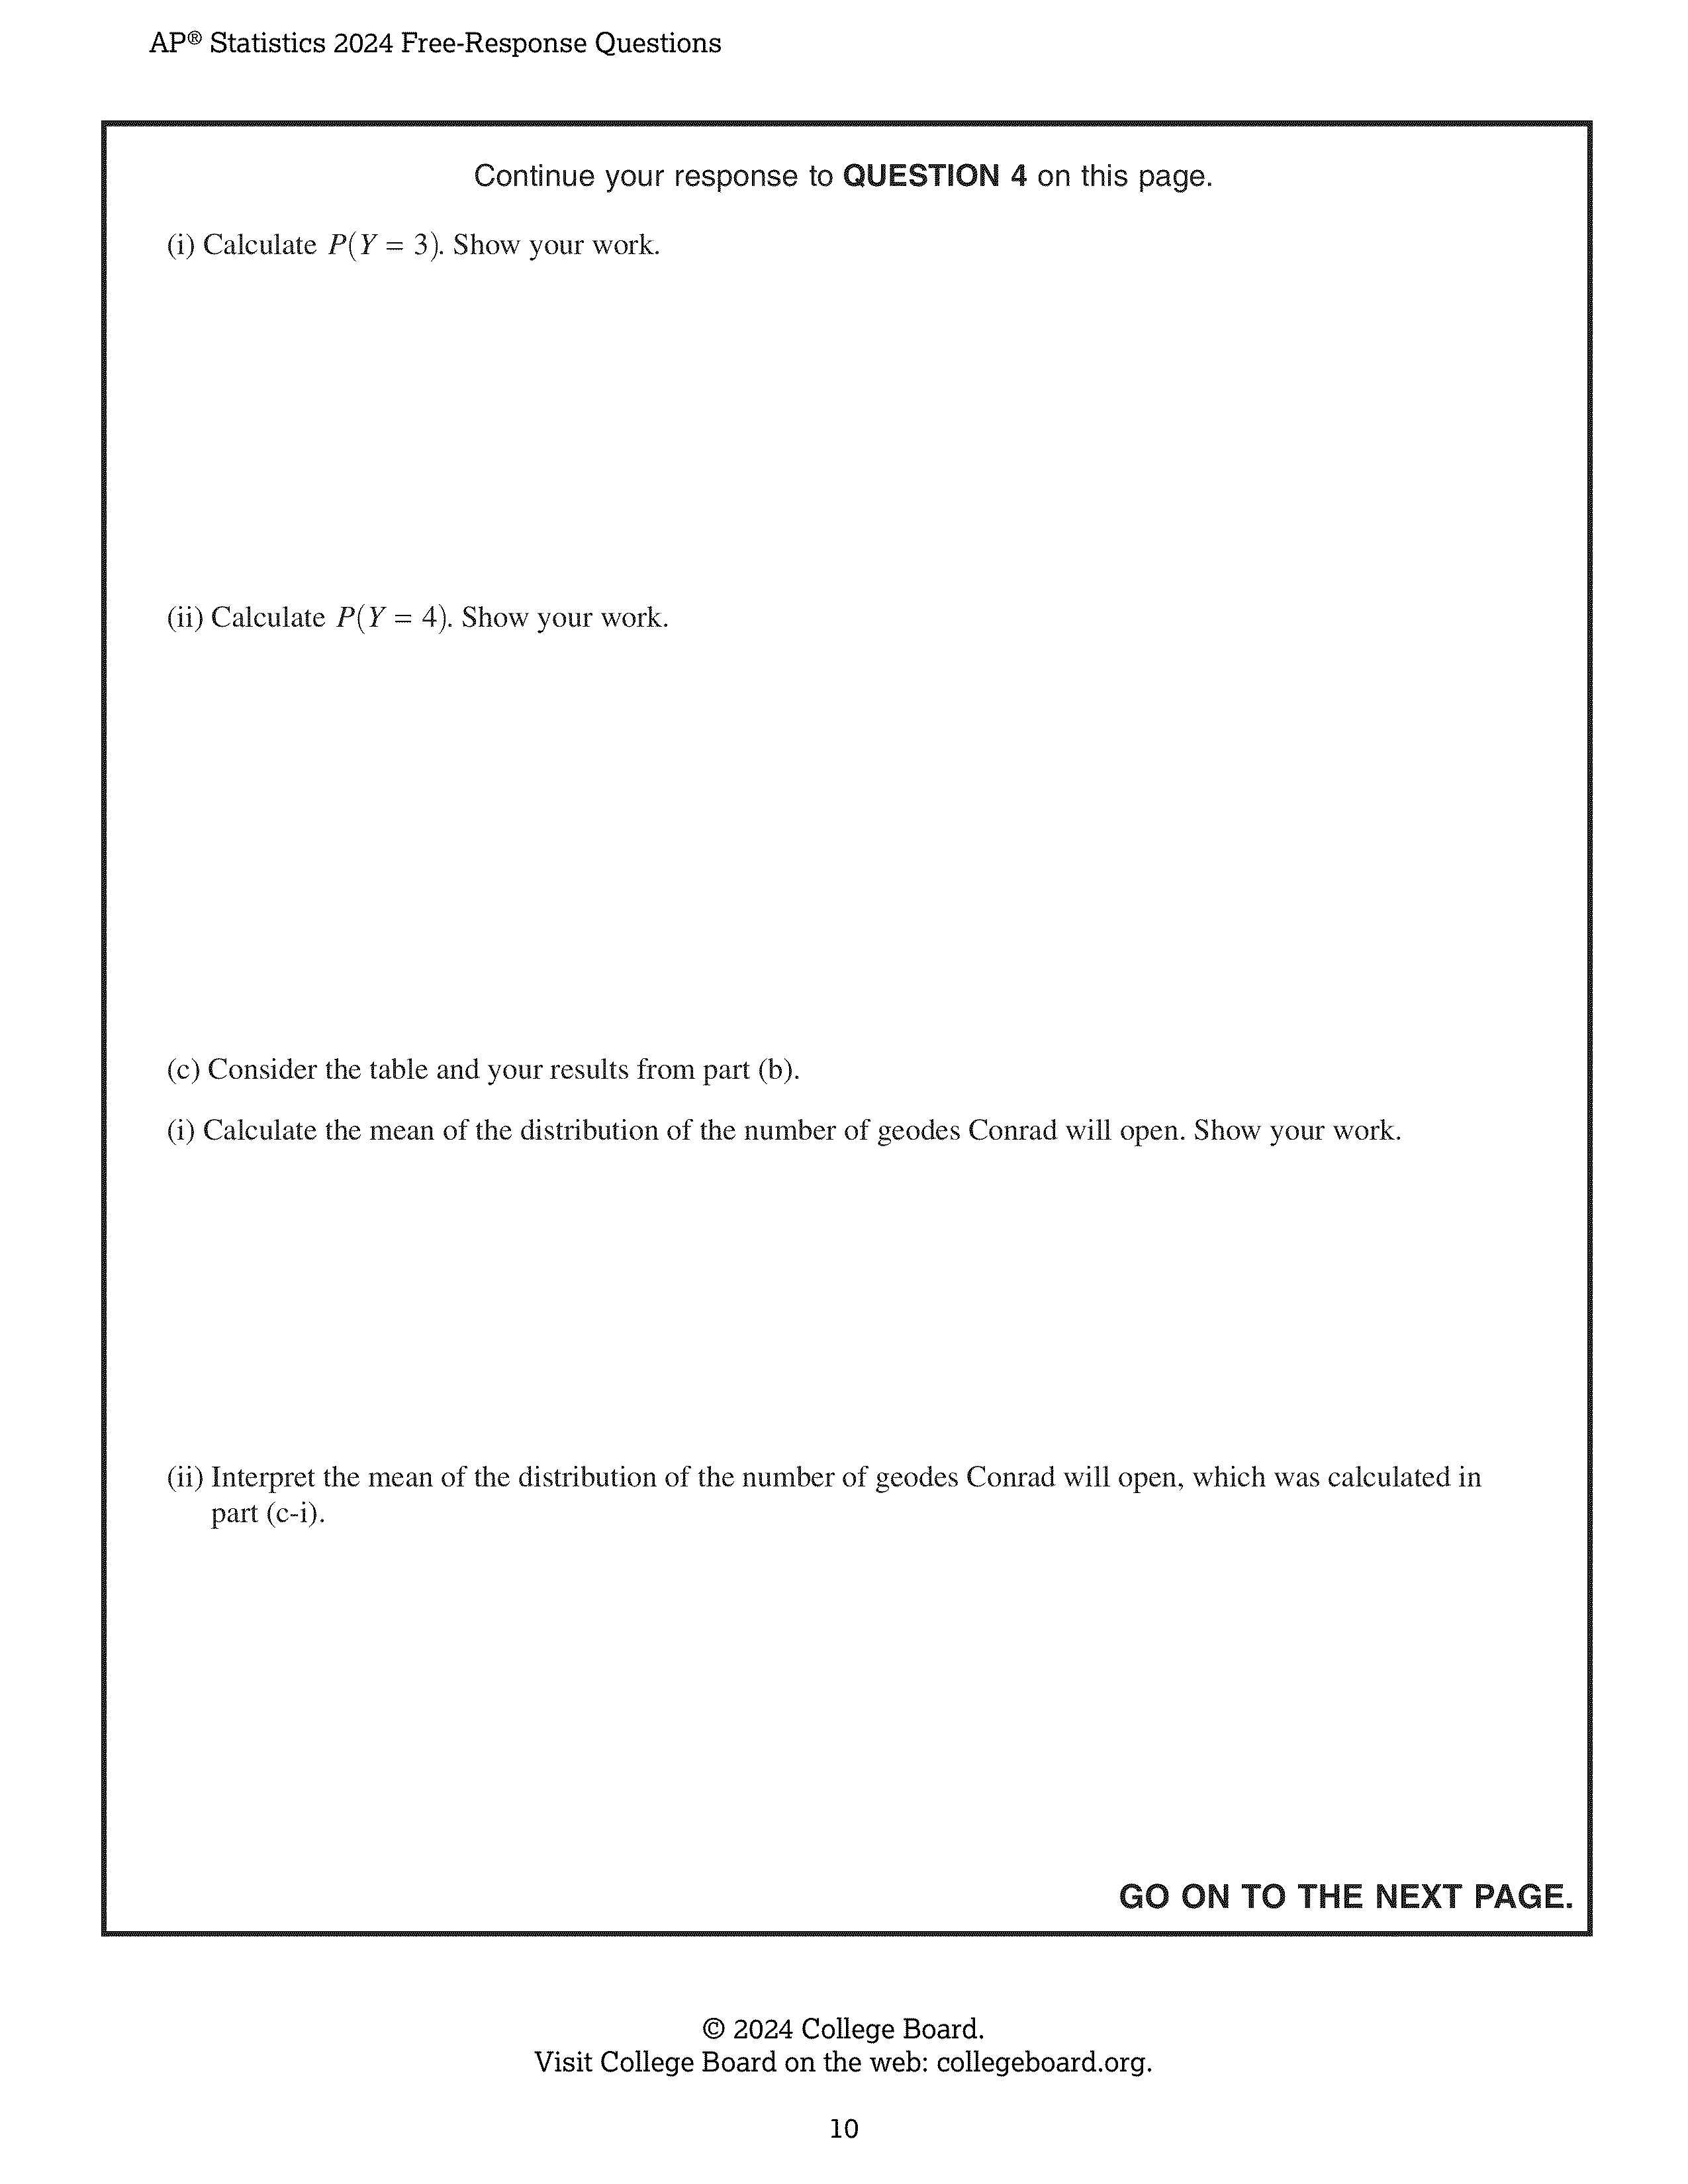 AP® Statistics 2024 Free-Response Questions
Continue your response to QUESTION 4 on this page.
(i) Calculate P(Y = 3). Show your work.
(ii) Calculate P(Y = 4). Show your work.
(c) Consider the table and your results from part (b).
(i) Calculate the mean of the distribution of the number of geodes Conrad will open. Show your work.
(ii) Interpret the mean of the distribution of the number of geodes Conrad will open, which was calculated in
part (c-i).
GO ON TO THE NEXT PAGE.
© 2024 College Board.
Visit College Board on the web: collegeboard.org.
10